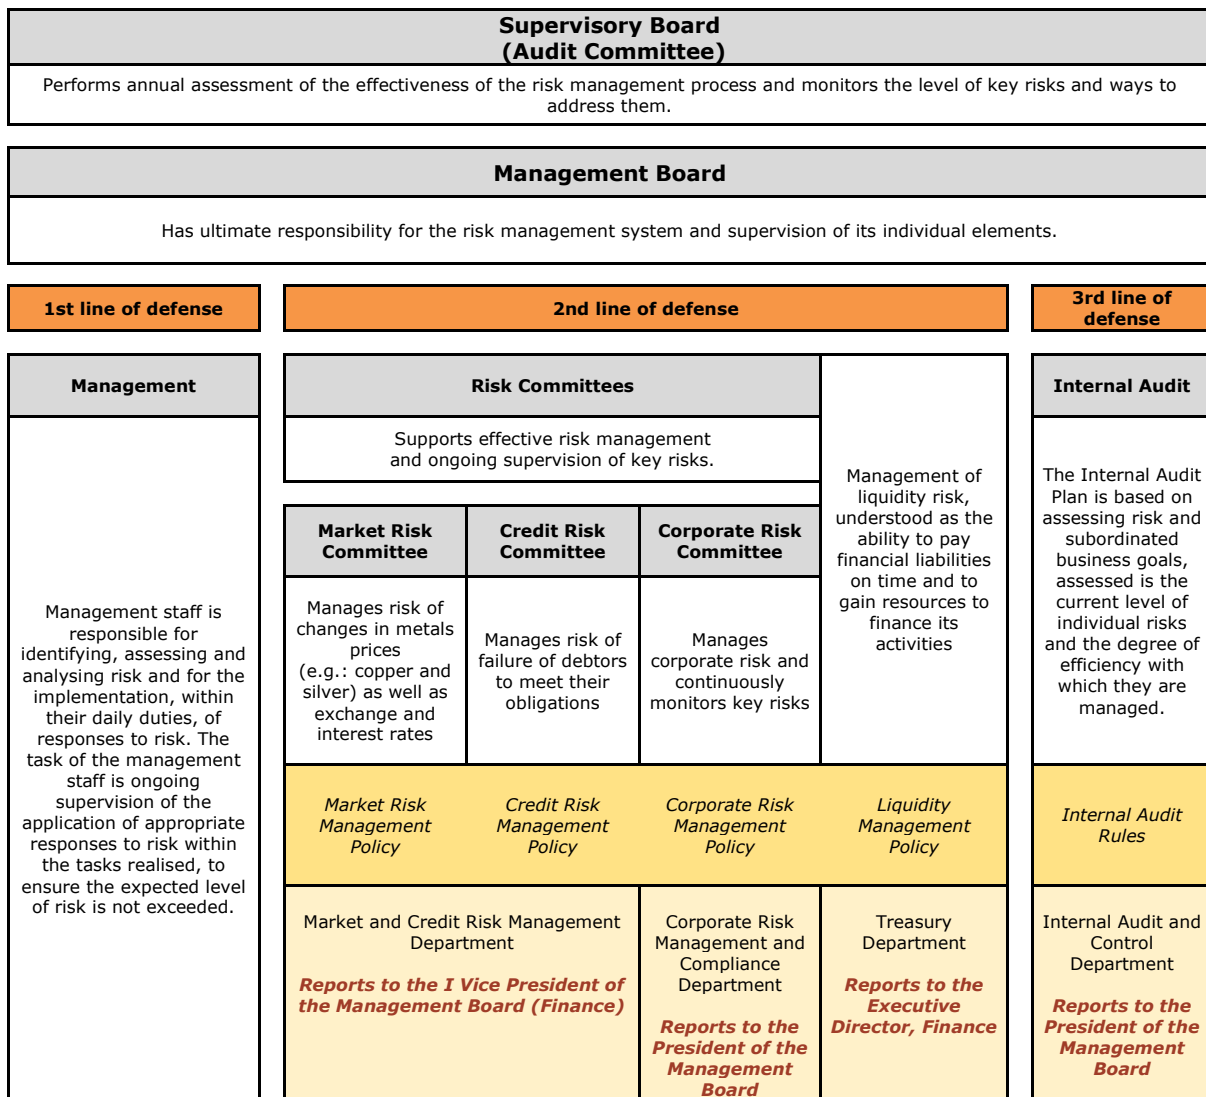 Supervisory Board
(Audit Committee)
Performs annual assessment of the effectiveness of the risk management process and monitors the level of key risks and ways to
address them.
Management Board
Has ultimate responsibility for the risk management system and supervision of its individual elements.
1st line of defense
2nd line of defense
3rd line of
defense
Management
Management staff is
responsible for
identifying, assessing and
analysing risk and for the
implementation, within
their daily duties, of
responses to risk. The
task of the management
staff is ongoing
supervision of the
application of appropriate
responses to risk within
the tasks realised, to
ensure the expected level
of risk is not exceeded.
Risk Committees
Supports effective risk management
and ongoing supervision of key risks.
Market Risk
Committee
Manages risk of
changes in metals
prices
(e.g.: copper and
silver) as well as
exchange and
interest rates
Credit Risk
Committee
Manages risk of
failure of debtors
to meet their
obligations
Corporate Risk
Committee
Manages
corporate risk and
continuously
monitors key risks
Management of
liquidity risk,
understood as the
ability to pay
financial liabilities
on time and to
gain resources to
finance its
activities
Market Risk
Management
Policy
Credit Risk
Management
Policy
Corporate Risk
Management
Policy
Liquidity
Management
Policy
Market and Credit Risk Management
Department
Reports to the I Vice President of
the Management Board (Finance)
Corporate Risk
Management and
Compliance
Department
Reports to the
President of the
Management
Board
Treasury
Department
Reports to the
Executive
Director, Finance
Internal Audit
The Internal Audit
Plan is based on
assessing risk and
subordinated
business goals,
assessed is the
current level of
individual risks
and the degree of
efficiency with
which they are
managed.
Internal Audit
Rules
Internal Audit and
Control
Department
Reports to the
President of the
Management
Board